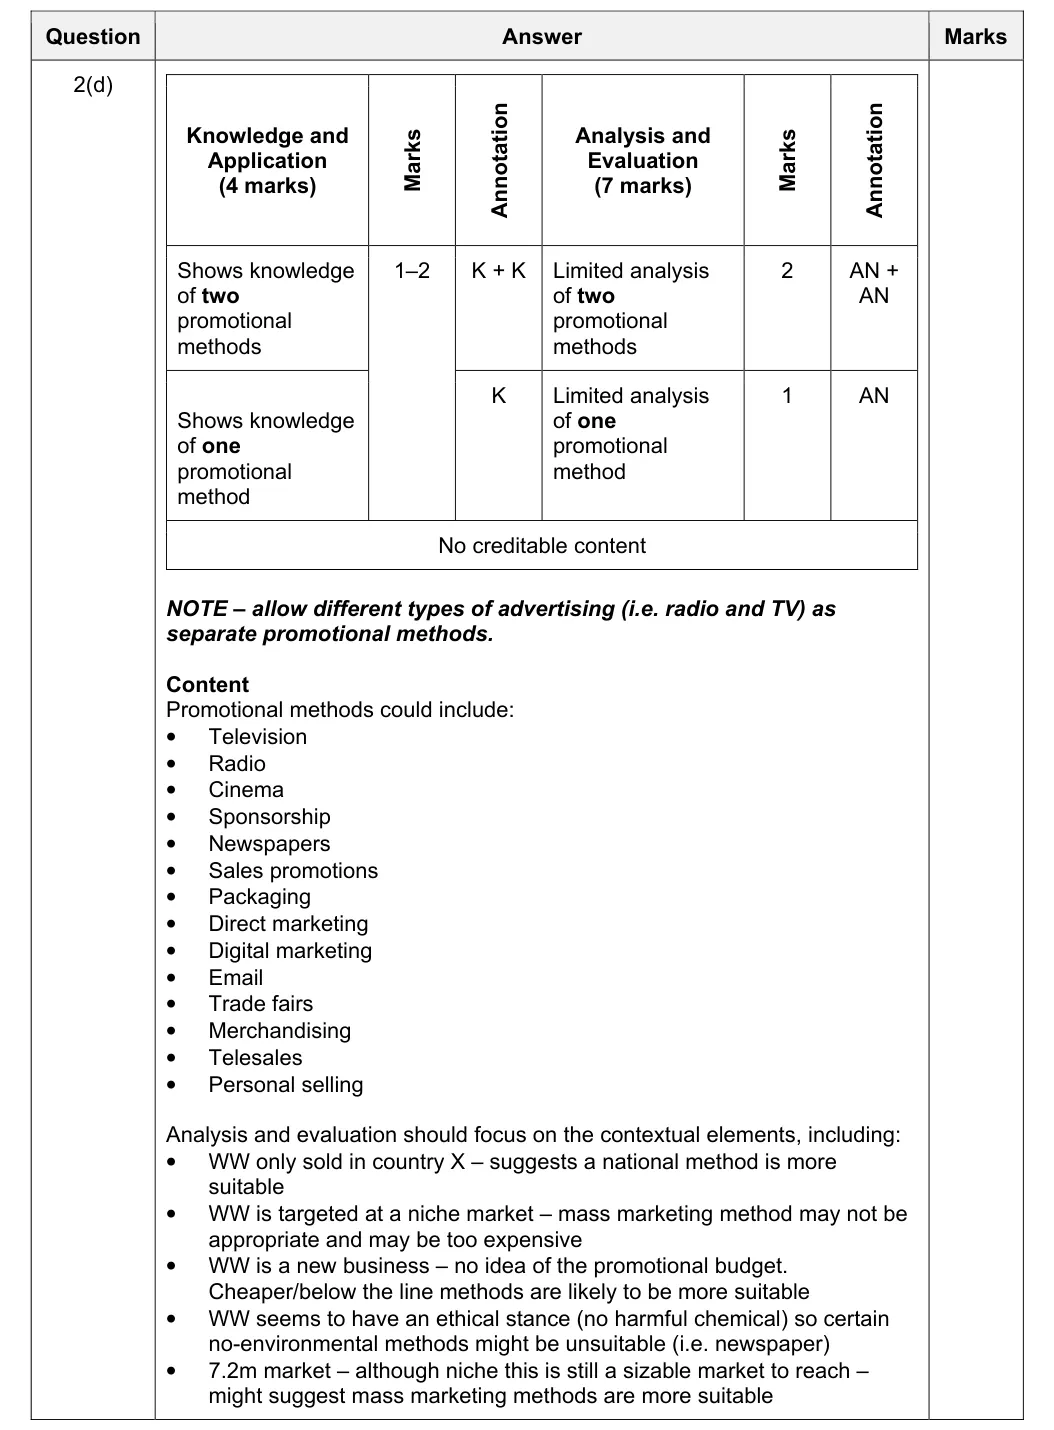 Question Answer Marks
2(d)
Knowledge and
Application
(4 marks)
Marks
Annotation
Analysis and
Evaluation
(7 marks)
Marks
Annotation
Shows knowledge
of two
promotional
methods
1–2
K + K
Limited analysis
of two
promotional
methods
2
AN +
AN
Shows knowledge
of one
promotional
method
K
Limited analysis
of one
promotional
method
1
AN
No creditable content
NOTE – allow different types of advertising (i.e. radio and TV) as
separate promotional methods.
Content
Promotional methods could include:
• Television
• Radio
• Cinema
• Sponsorship
• Newspapers
• Sales promotions
• Packaging
• Direct marketing
• Digital marketing
• Email
• Trade fairs
• Merchandising
• Telesales
• Personal selling
Analysis and evaluation should focus on the contextual elements, including:
• WW only sold in country X – suggests a national method is more
suitable
• WW is targeted at a niche market – mass marketing method may not be
appropriate and may be too expensive
• WW is a new business – no idea of the promotional budget.
Cheaper/below the line methods are likely to be more suitable
• WW seems to have an ethical stance (no harmful chemical) so certain
no-environmental methods might be unsuitable (i.e. newspaper)
• 7.2m market – although niche this is still a sizable market to reach –
might suggest mass marketing methods are more suitable